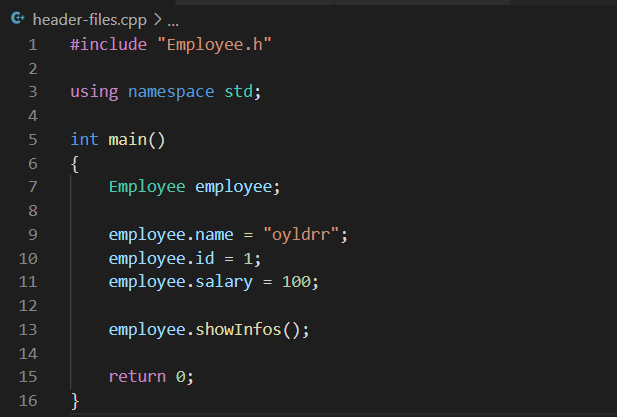 header-files.cpp > ...
1 #include "Employee.h"
2
3 using namespace std;
4
5 int main()
6 {
7     Employee employee;
8
9     employee.name = "oyldrr";
10     employee.id = 1;
11     employee.salary = 100;
12
13     employee.showInfos();
14
15     return 0;
16 }